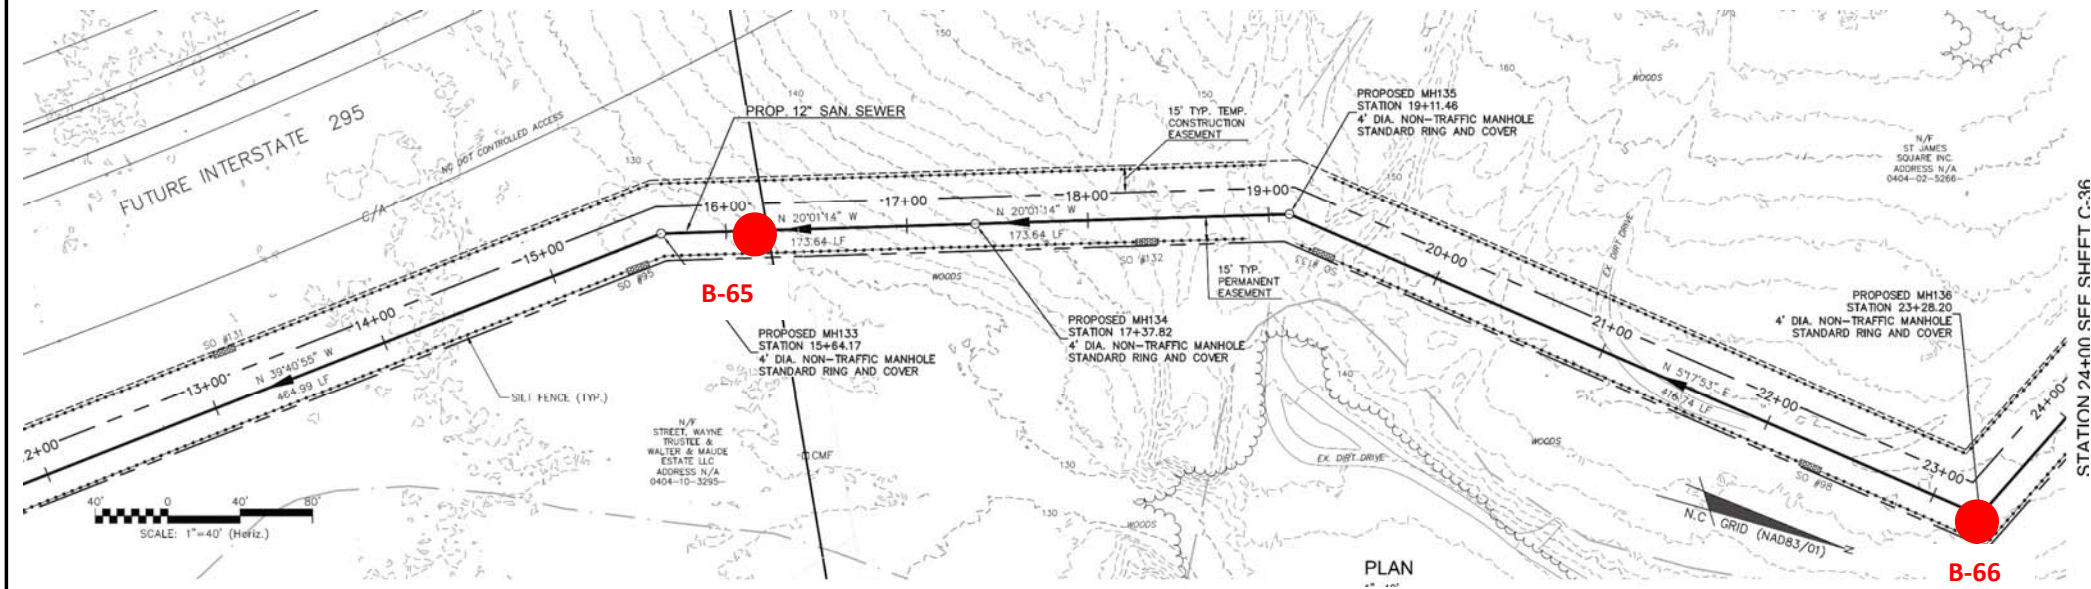 FUTURE INTERSTATE 295
NC DOT CONTROLLED ACCESS
C/A
PROP. 12" SAN. SEWER
130
140
150
150
150
160
WOODS
15' TYP. TEMP.
CONSTRUCTION
EASEMENT
PROPOSED MH135
STATION 19+11.46
4' DIA. NON-TRAFFIC MANHOLE
STANDARD RING AND COVER
N/F
ST JAMES
SQUARE INC.
ADDRESS N/A
0404-02-5266
STATION 24+00 SEE SHEET C-36
2+00
13+00
14+00
15+00
16+00
17+00
18+00
19+00
20+00
21+00
22+00
23+00
24+00
N 39°40'55" W
464.99 LF
N 20°01'14" W
173.64 LF
N 20°01'14" W
173.64 LF
N 5°17'53" E
416.74 LF
SO #131
SO #95
SO #132
SO #133
SO #98
EX. DIRT DRIVE
B-65
PROPOSED MH133
STATION 15+64.17
4' DIA. NON-TRAFFIC MANHOLE
STANDARD RING AND COVER
WOODS
PROPOSED MH134
STATION 17+37.82
4' DIA. NON-TRAFFIC MANHOLE
STANDARD RING AND COVER
15' TYP.
PERMANENT
EASEMENT
PROPOSED MH136
STATION 23+28.20
4' DIA. NON-TRAFFIC MANHOLE
STANDARD RING AND COVER
SILT FENCE (TYP.)
N/F
STREET, WAYNE
TRUSTEE &
WALTER & MAUDE
ESTATE LLC
ADDRESS N/A
0404-10-3295
CMF
140
130
130
EX. DIRT DRIVE
WOODS
WOODS
40' 0 40' 80'
SCALE: 1"=40' (Horiz.)
N.C. GRID (NAD83/01)
N
PLAN
B-66